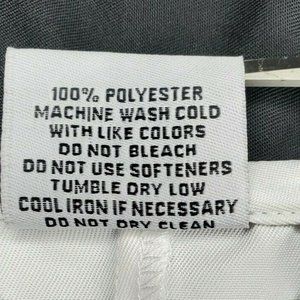 100% POLYESTER
MACHINE WASH COLD
WITH LIKE COLORS
DO NOT BLEACH
DO NOT USE SOFTENERS
TUMBLE DRY LOW
COOL IRON IF NECESSARY
DO NOT DRY CLEAN